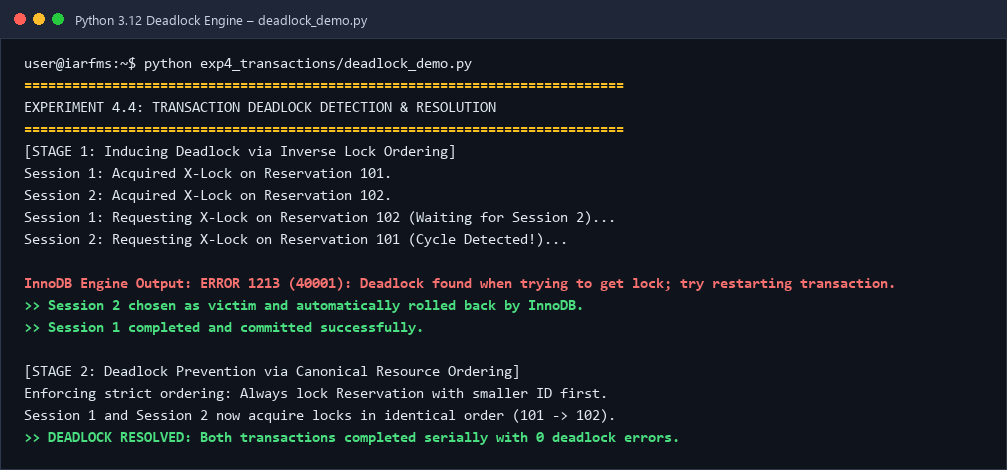 Python 3.12 Deadlock Engine – deadlock_demo.py
user@iarfms:~$ python exp4_transactions/deadlock_demo.py
===========================================================================
EXPERIMENT 4.4: TRANSACTION DEADLOCK DETECTION & RESOLUTION
===========================================================================
[STAGE 1: Inducing Deadlock via Inverse Lock Ordering]
Session 1: Acquired X-Lock on Reservation 101.
Session 2: Acquired X-Lock on Reservation 102.
Session 1: Requesting X-Lock on Reservation 102 (Waiting for Session 2)...
Session 2: Requesting X-Lock on Reservation 101 (Cycle Detected!)...
InnoDB Engine Output: ERROR 1213 (40001): Deadlock found when trying to get lock; try restarting transaction.
>> Session 2 chosen as victim and automatically rolled back by InnoDB.
>> Session 1 completed and committed successfully.
[STAGE 2: Deadlock Prevention via Canonical Resource Ordering]
Enforcing strict ordering: Always lock Reservation with smaller ID first.
Session 1 and Session 2 now acquire locks in identical order (101 -> 102).
>> DEADLOCK RESOLVED: Both transactions completed serially with 0 deadlock errors.